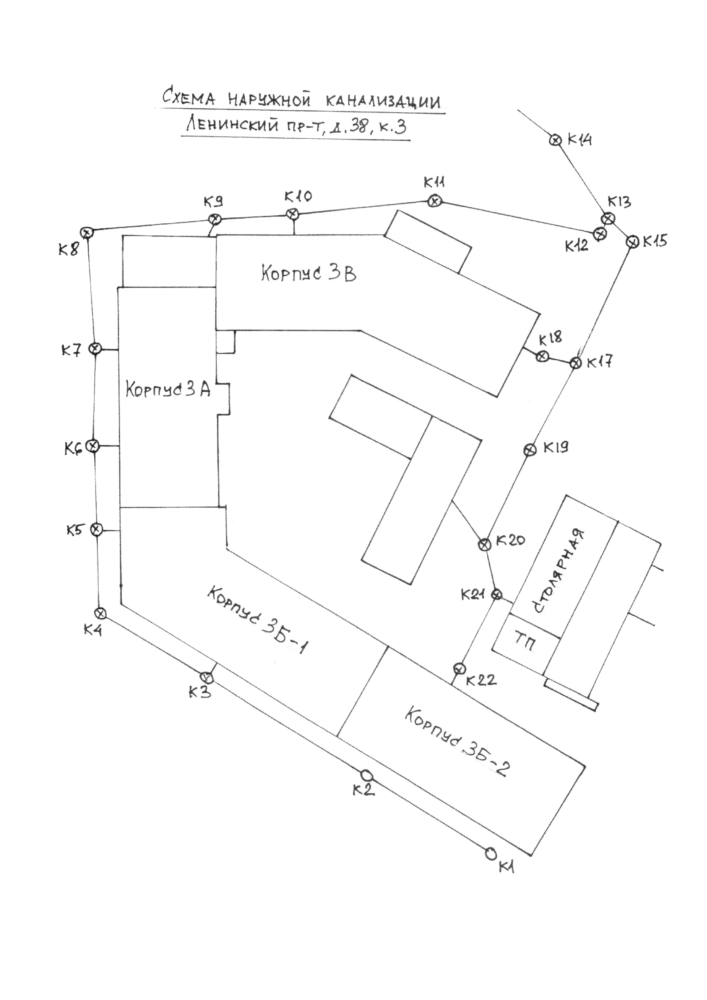 Схема наружной канализации
Ленинский пр-т, д.38, к.3
К14
К11
К13
К10
К9
К12
К15
К8
Корпус 3В
К18
К7
К17
Корпус 3А
К6
К19
К5
К20
Столярная
К21
Корпус 3Б-1
К4
ТП
К22
К3
Корпус 3Б-2
К2
К1